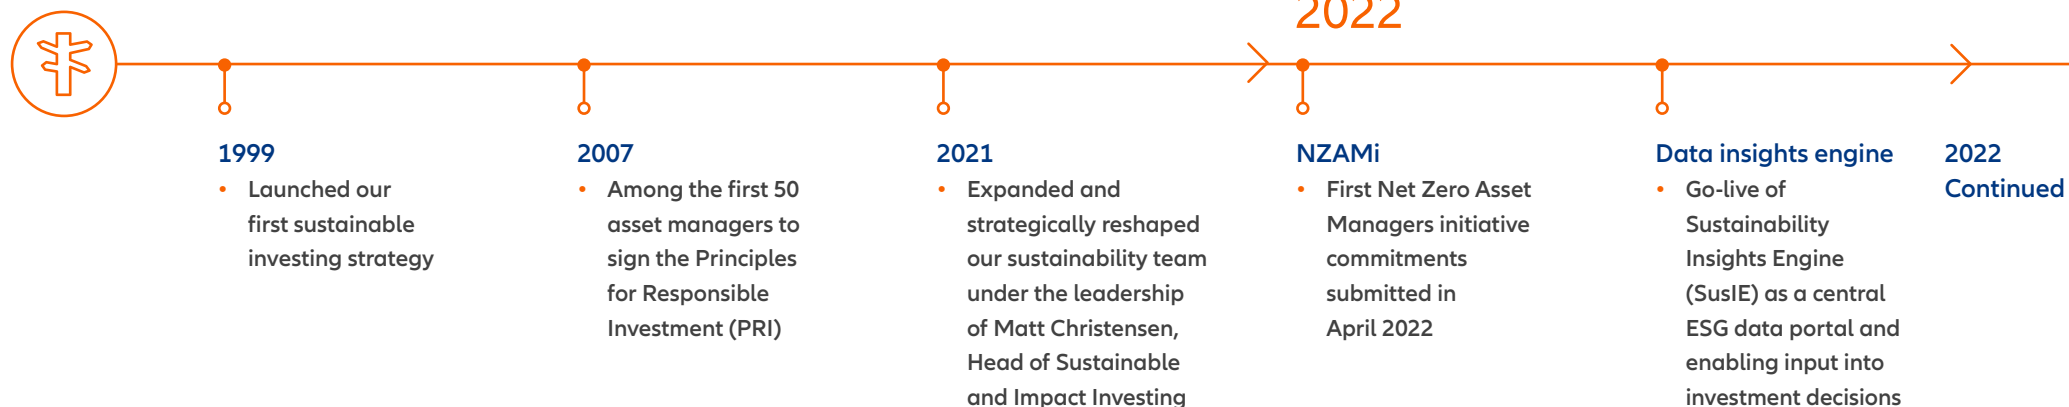 2022
1999
• Launched our
first sustainable
investing strategy
2007
• Among the first 50
asset managers to
sign the Principles
for Responsible
Investment (PRI)
2021
• Expanded and
strategically reshaped
our sustainability team
under the leadership
of Matt Christensen,
Head of Sustainable
and Impact Investing
NZAMi
• First Net Zero Asset
Managers initiative
commitments
submitted in
April 2022
Data insights engine
• Go-live of
Sustainability
Insights Engine
(SusIE) as a central
ESG data portal and
enabling input into
investment decisions
2022
Continued